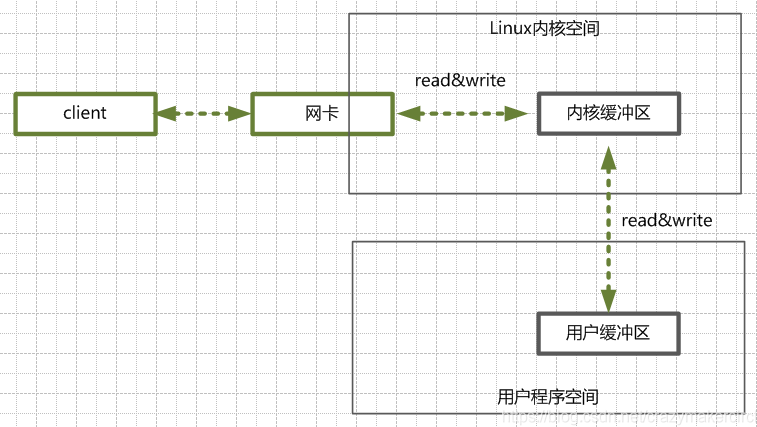 Linux内核空间
read&write
client
网卡
内核缓冲区
read&write
用户缓冲区
用户程序空间